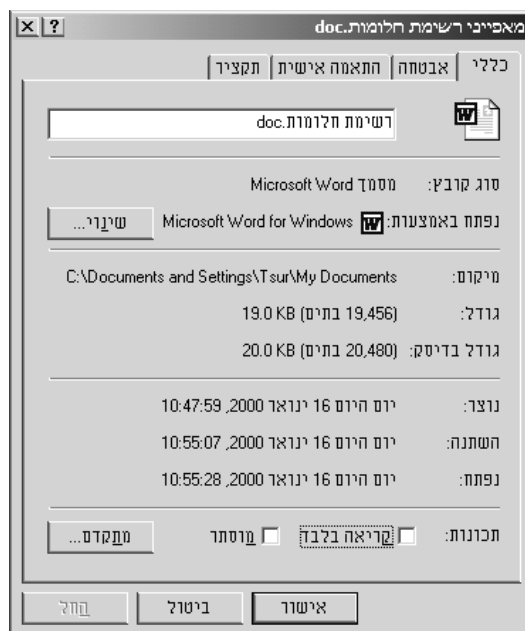 מאפייני רשימת חלומות.doc
כללי אבטחה התאמה אישית תקציר
רשימת חלומות.doc
סוג קובץ: מסמך Microsoft Word
נפתח באמצעות: Microsoft Word for Windows שינוי...
מיקום: C:\Documents and Settings\Tsur\My Documents
גודל: 19.0 KB (19,456 בתים)
גודל בדיסק: 20.0 KB (20,480 בתים)
נוצר: יום היום 16 ינואר 2000, 10:47:59
השתנה: יום היום 16 ינואר 2000, 10:55:07
נפתח: יום היום 16 ינואר 2000, 10:55:28
תכונות: קריאה בלבד מוסתר מתקדם...
אישור ביטול החל